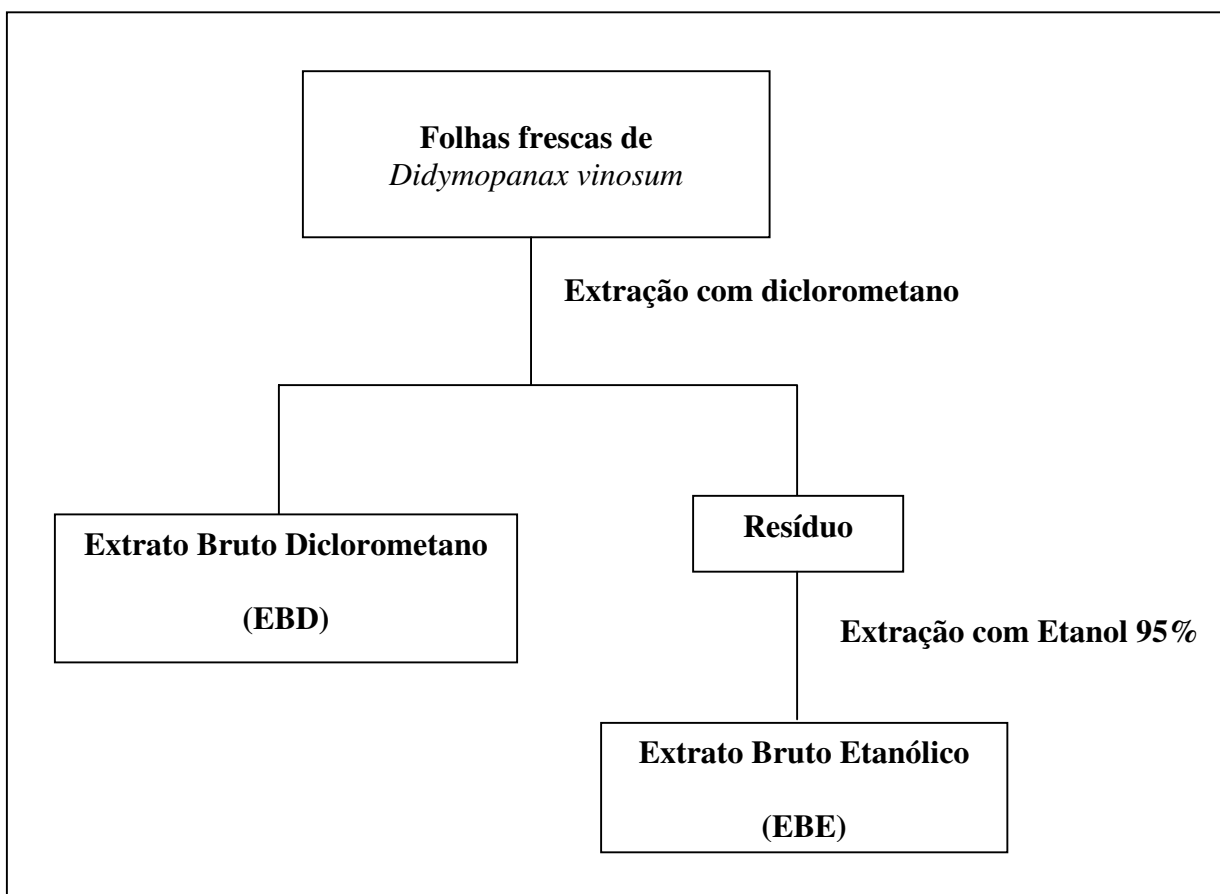 Folhas frescas de
Didymopanax vinosum
Extração com diclorometano
Extrato Bruto Diclorometano
(EBD)
Resíduo
Extração com Etanol 95%
Extrato Bruto Etanólico
(EBE)